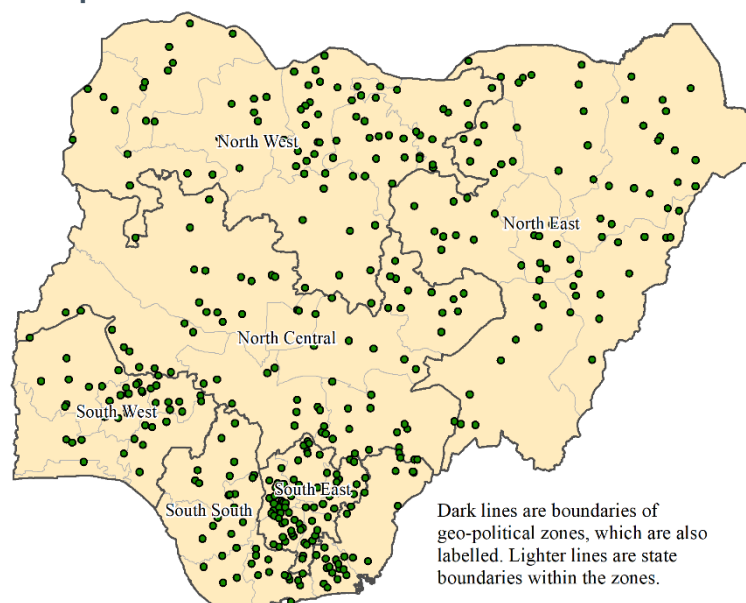 North West
North East
North Central
South West
South East
South South
Dark lines are boundaries of
geo-political zones, which are also
labelled. Lighter lines are state
boundaries within the zones.